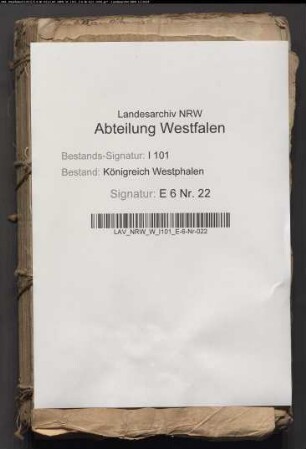 Landesarchiv NRW
Abteilung Westfalen
Bestands-Signatur: I 101
Bestand: Königreich Westphalen
Signatur: E 6 Nr. 22
LAV_NRW_W_I101_E-6-Nr-022